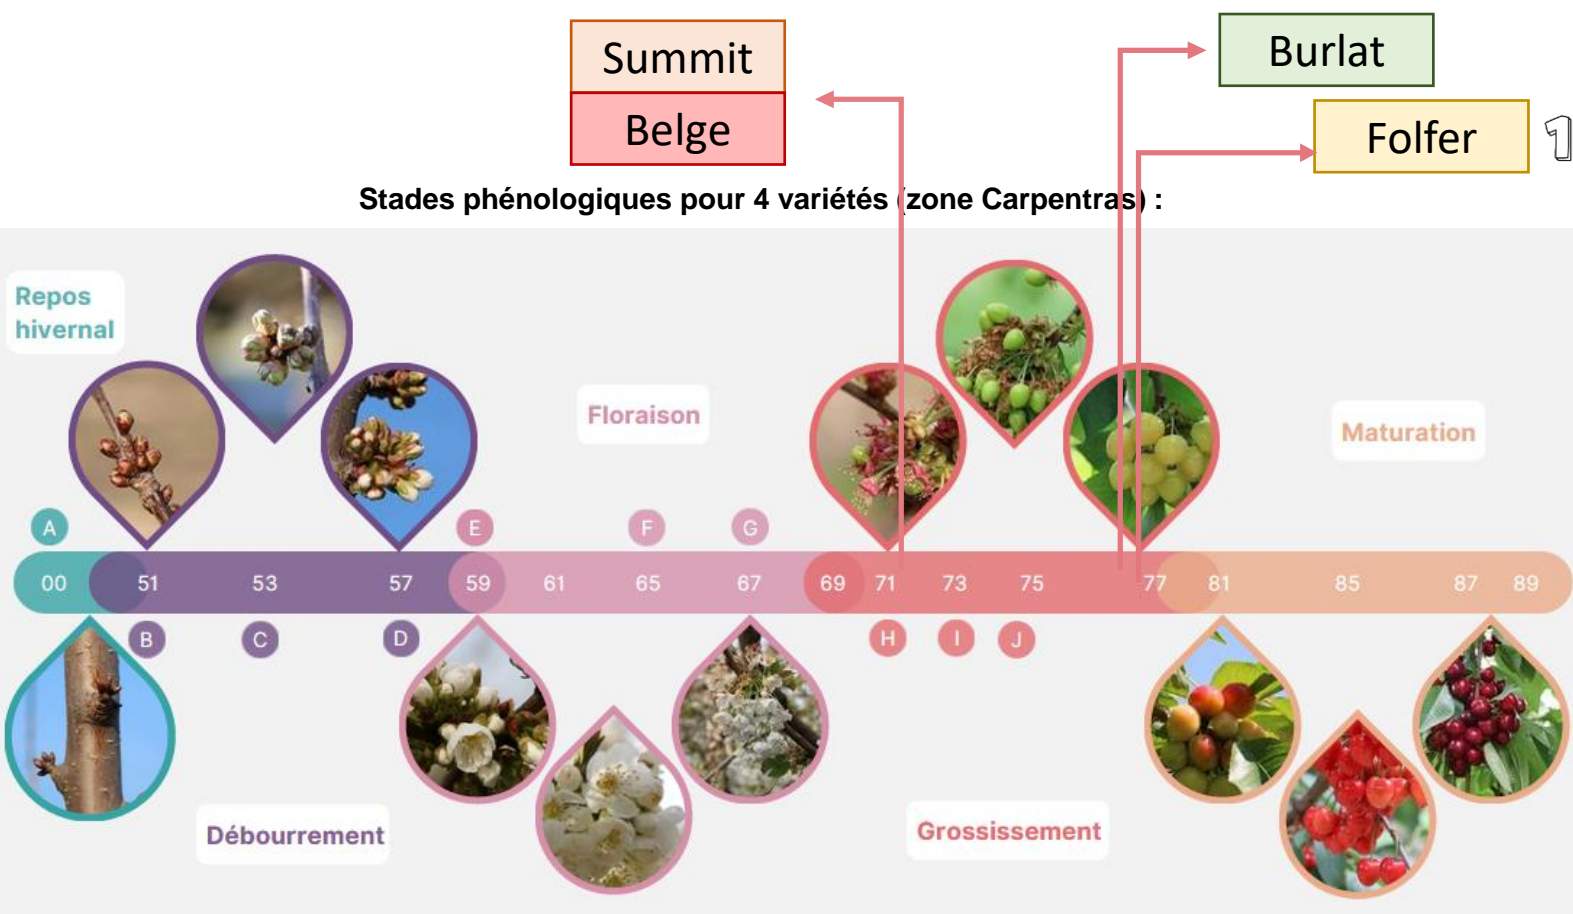 Summit
Belge
Burlat
Folfer
1
Stades phénologiques pour 4 variétés (zone Carpentras) :
Repos
hivernal
Floraison
Maturation
A E F G
00 51 53 57 59 61 65 67 69 71 73 75 77 81 85 87 89
B C D H I J
Débourrement
Grossissement